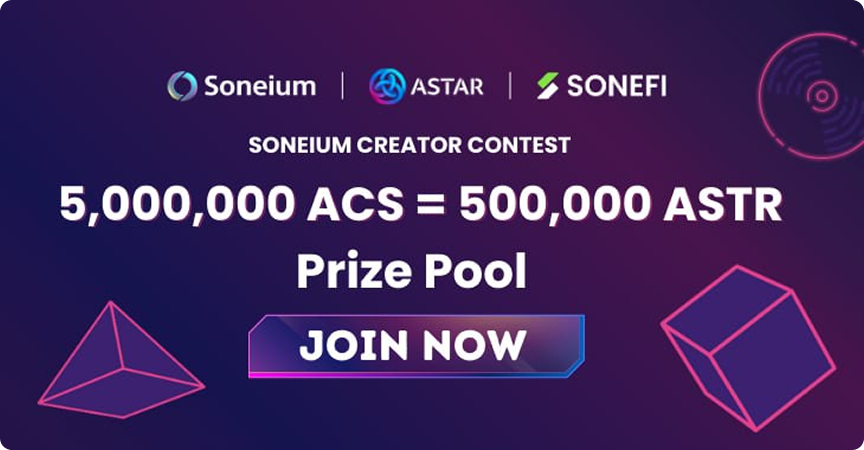 Soneium | ASTAR | SONEFI
SONEIUM CREATOR CONTEST
5,000,000 ACS = 500,000 ASTR
Prize Pool
JOIN NOW